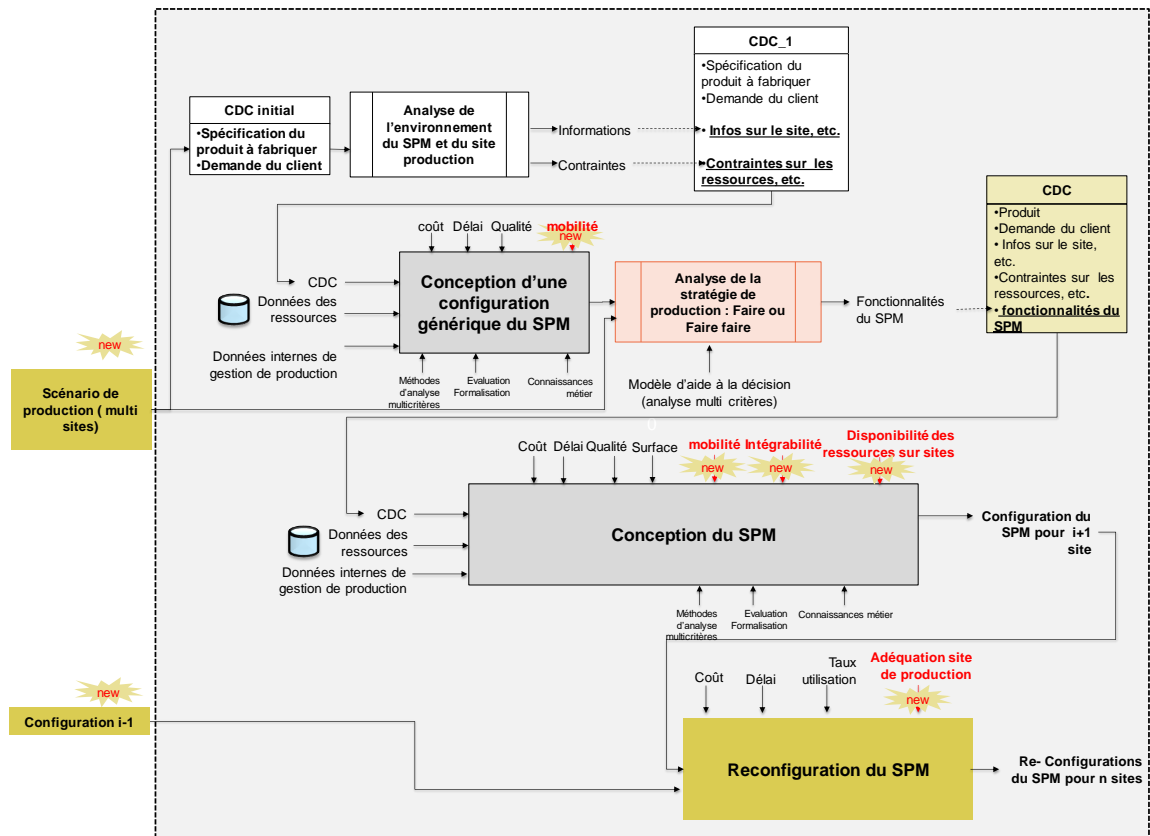 CDC_1
•Spécification du
produit à fabriquer
•Demande du client
• Infos sur le site, etc.
•Contraintes sur les
ressources, etc.
CDC initial
•Spécification du
produit à fabriquer
•Demande du client
Analyse de
l'environnement
du SPM et du site
production
Informations
Contraintes
CDC
•Produit
•Demande du client
• Infos sur le site,
etc.
•Contraintes sur les
ressources, etc.
• fonctionnalités du
SPM
coût
Délai
Qualité
mobilité
new
CDC
Données des
ressources
Données internes de
gestion de production
Conception d'une
configuration
générique du SPM
Méthodes
d'analyse
multicritères
Evaluation
Formalisation
Connaissances
métier
Analyse de la
stratégie de
production : Faire ou
Faire faire
Fonctionnalités
du SPM
Modèle d'aide à la décision
(analyse multi critères)
new
Scénario de
production ( multi
sites)
U
Coût
Délai
Qualité
Surface
mobilité
new
Intégrabilité
new
Disponibilité des
ressources sur sites
new
CDC
Données des
ressources
Données internes de
gestion de production
Conception du SPM
Configuration du
SPM pour i+1
site
Méthodes
d'analyse
multicritères
Evaluation
Formalisation
Connaissances métier
new
Configuration i-1
Coût
Délai
Taux
utilisation
Adéquation site
de production
new
Reconfiguration du SPM
Re- Configurations
du SPM pour n sites